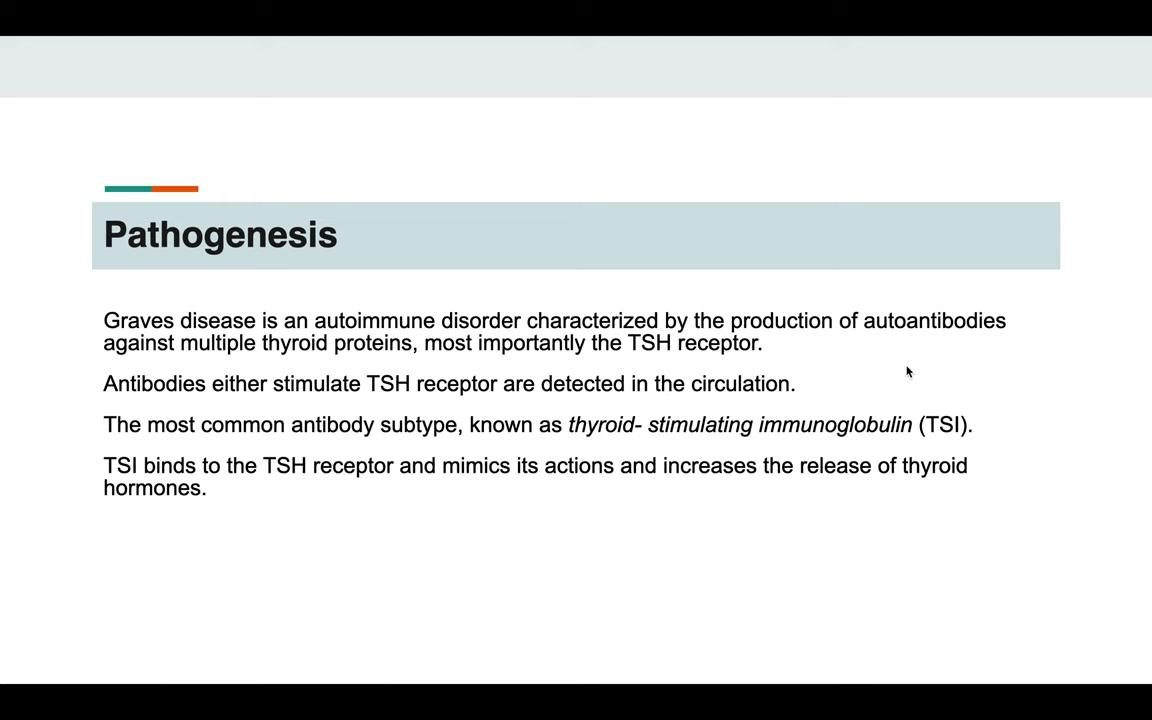 Pathogenesis
Graves disease is an autoimmune disorder characterized by the production of autoantibodies
against multiple thyroid proteins, most importantly the TSH receptor.
Antibodies either stimulate TSH receptor are detected in the circulation.
The most common antibody subtype, known as thyroid- stimulating immunoglobulin (TSI).
TSI binds to the TSH receptor and mimics its actions and increases the release of thyroid
hormones.